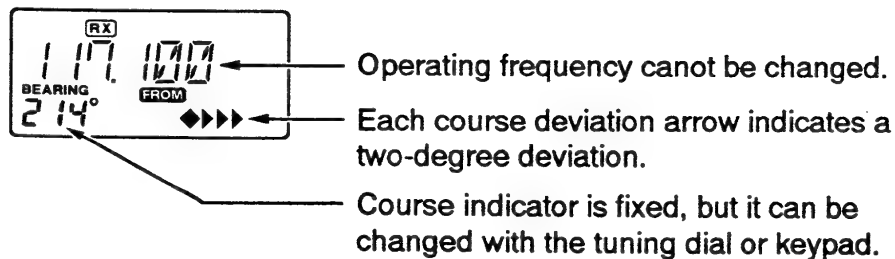 RX
117.100
BEARING
FROM
214°
Operating frequency canot be changed.
Each course deviation arrow indicates a
two-degree deviation.
Course indicator is fixed, but it can be
changed with the tuning dial or keypad.